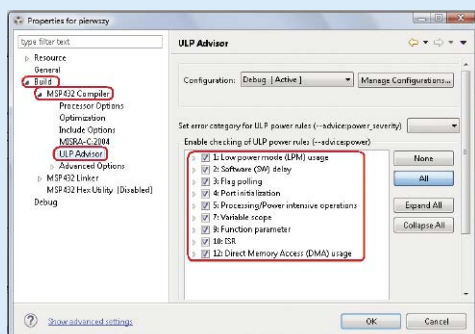 Properties for pierwszy
type filter text
Resource
General
Build
MSP432 Compiler
Processor Options
Optimization
Include Options
MISRA-C:2004
ULP Advisor
Advanced Options
MSP432 Linker
MSP432 Hex Utility [Disabled]
Debug
ULP Advisor
Configuration: Debug [ Active ] Manage Configurations...
Set error category for ULP power rules (--advice:power_severity)
Enable checking of ULP power rules (--advice:power)
1: Low power mode (LPM) usage
2: Software (SW) delay
3: Flag polling
4: Port initialization
5: Processing/Power intensive operations
7: Variable scope
9: Function parameter
10: ISR
12: Direct Memory Access (DMA) usage
None
All
Expand All
Collapse All
? Show advanced settings OK Cancel